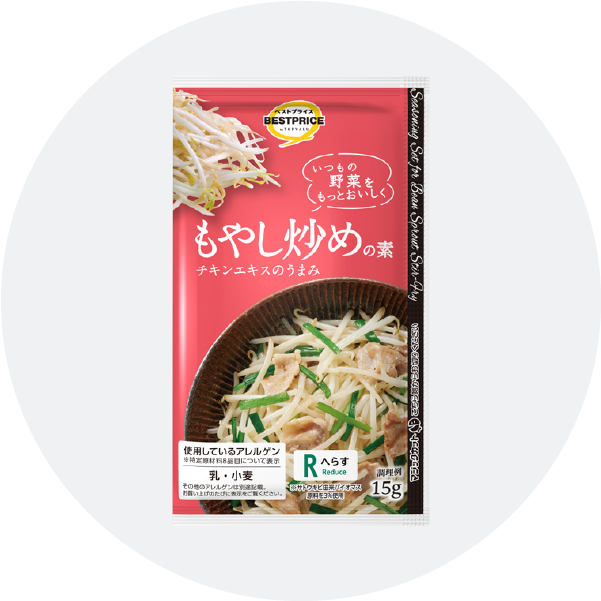 ベストプライス
BESTPRICE
by TOPVALU
いつもの
野菜を
もっとおいしく
もやし炒めの素
チキンエキスのうまみ
Seasoning Set for Bean Sprout Stir-Fry
使用しているアレルゲン
※特定原材料8品目について表示
乳・小麦
その他のアレルゲンは別途記載。
お買い上げのたびに表示をご覧ください。
R
へらす
Reduce
※サトウキビ由来バイオマス
原料を3%使用
調理例
15g